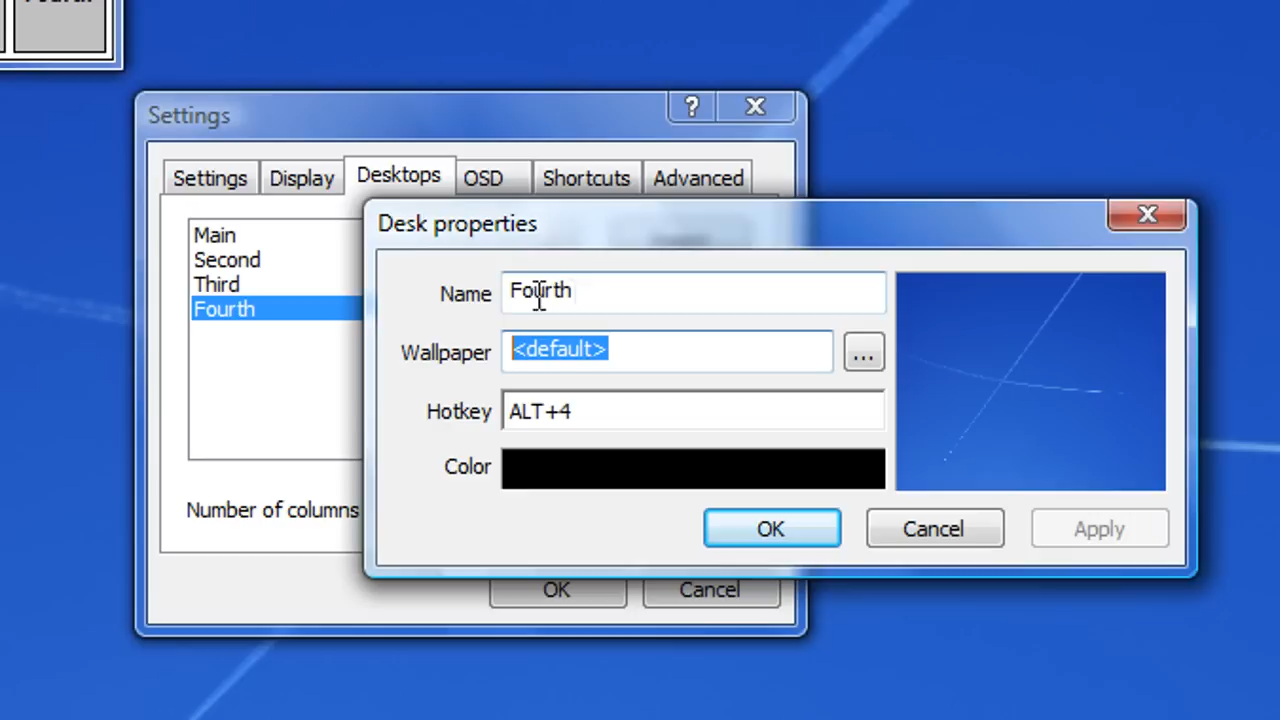 Fourth
Settings
?
Settings Display Desktops OSD Shortcuts Advanced
Main
Second
Third
Fourth
Number of columns
OK Cancel
Desk properties
Name Fourth
Wallpaper <default> ...
Hotkey ALT+4
Color
OK Cancel Apply